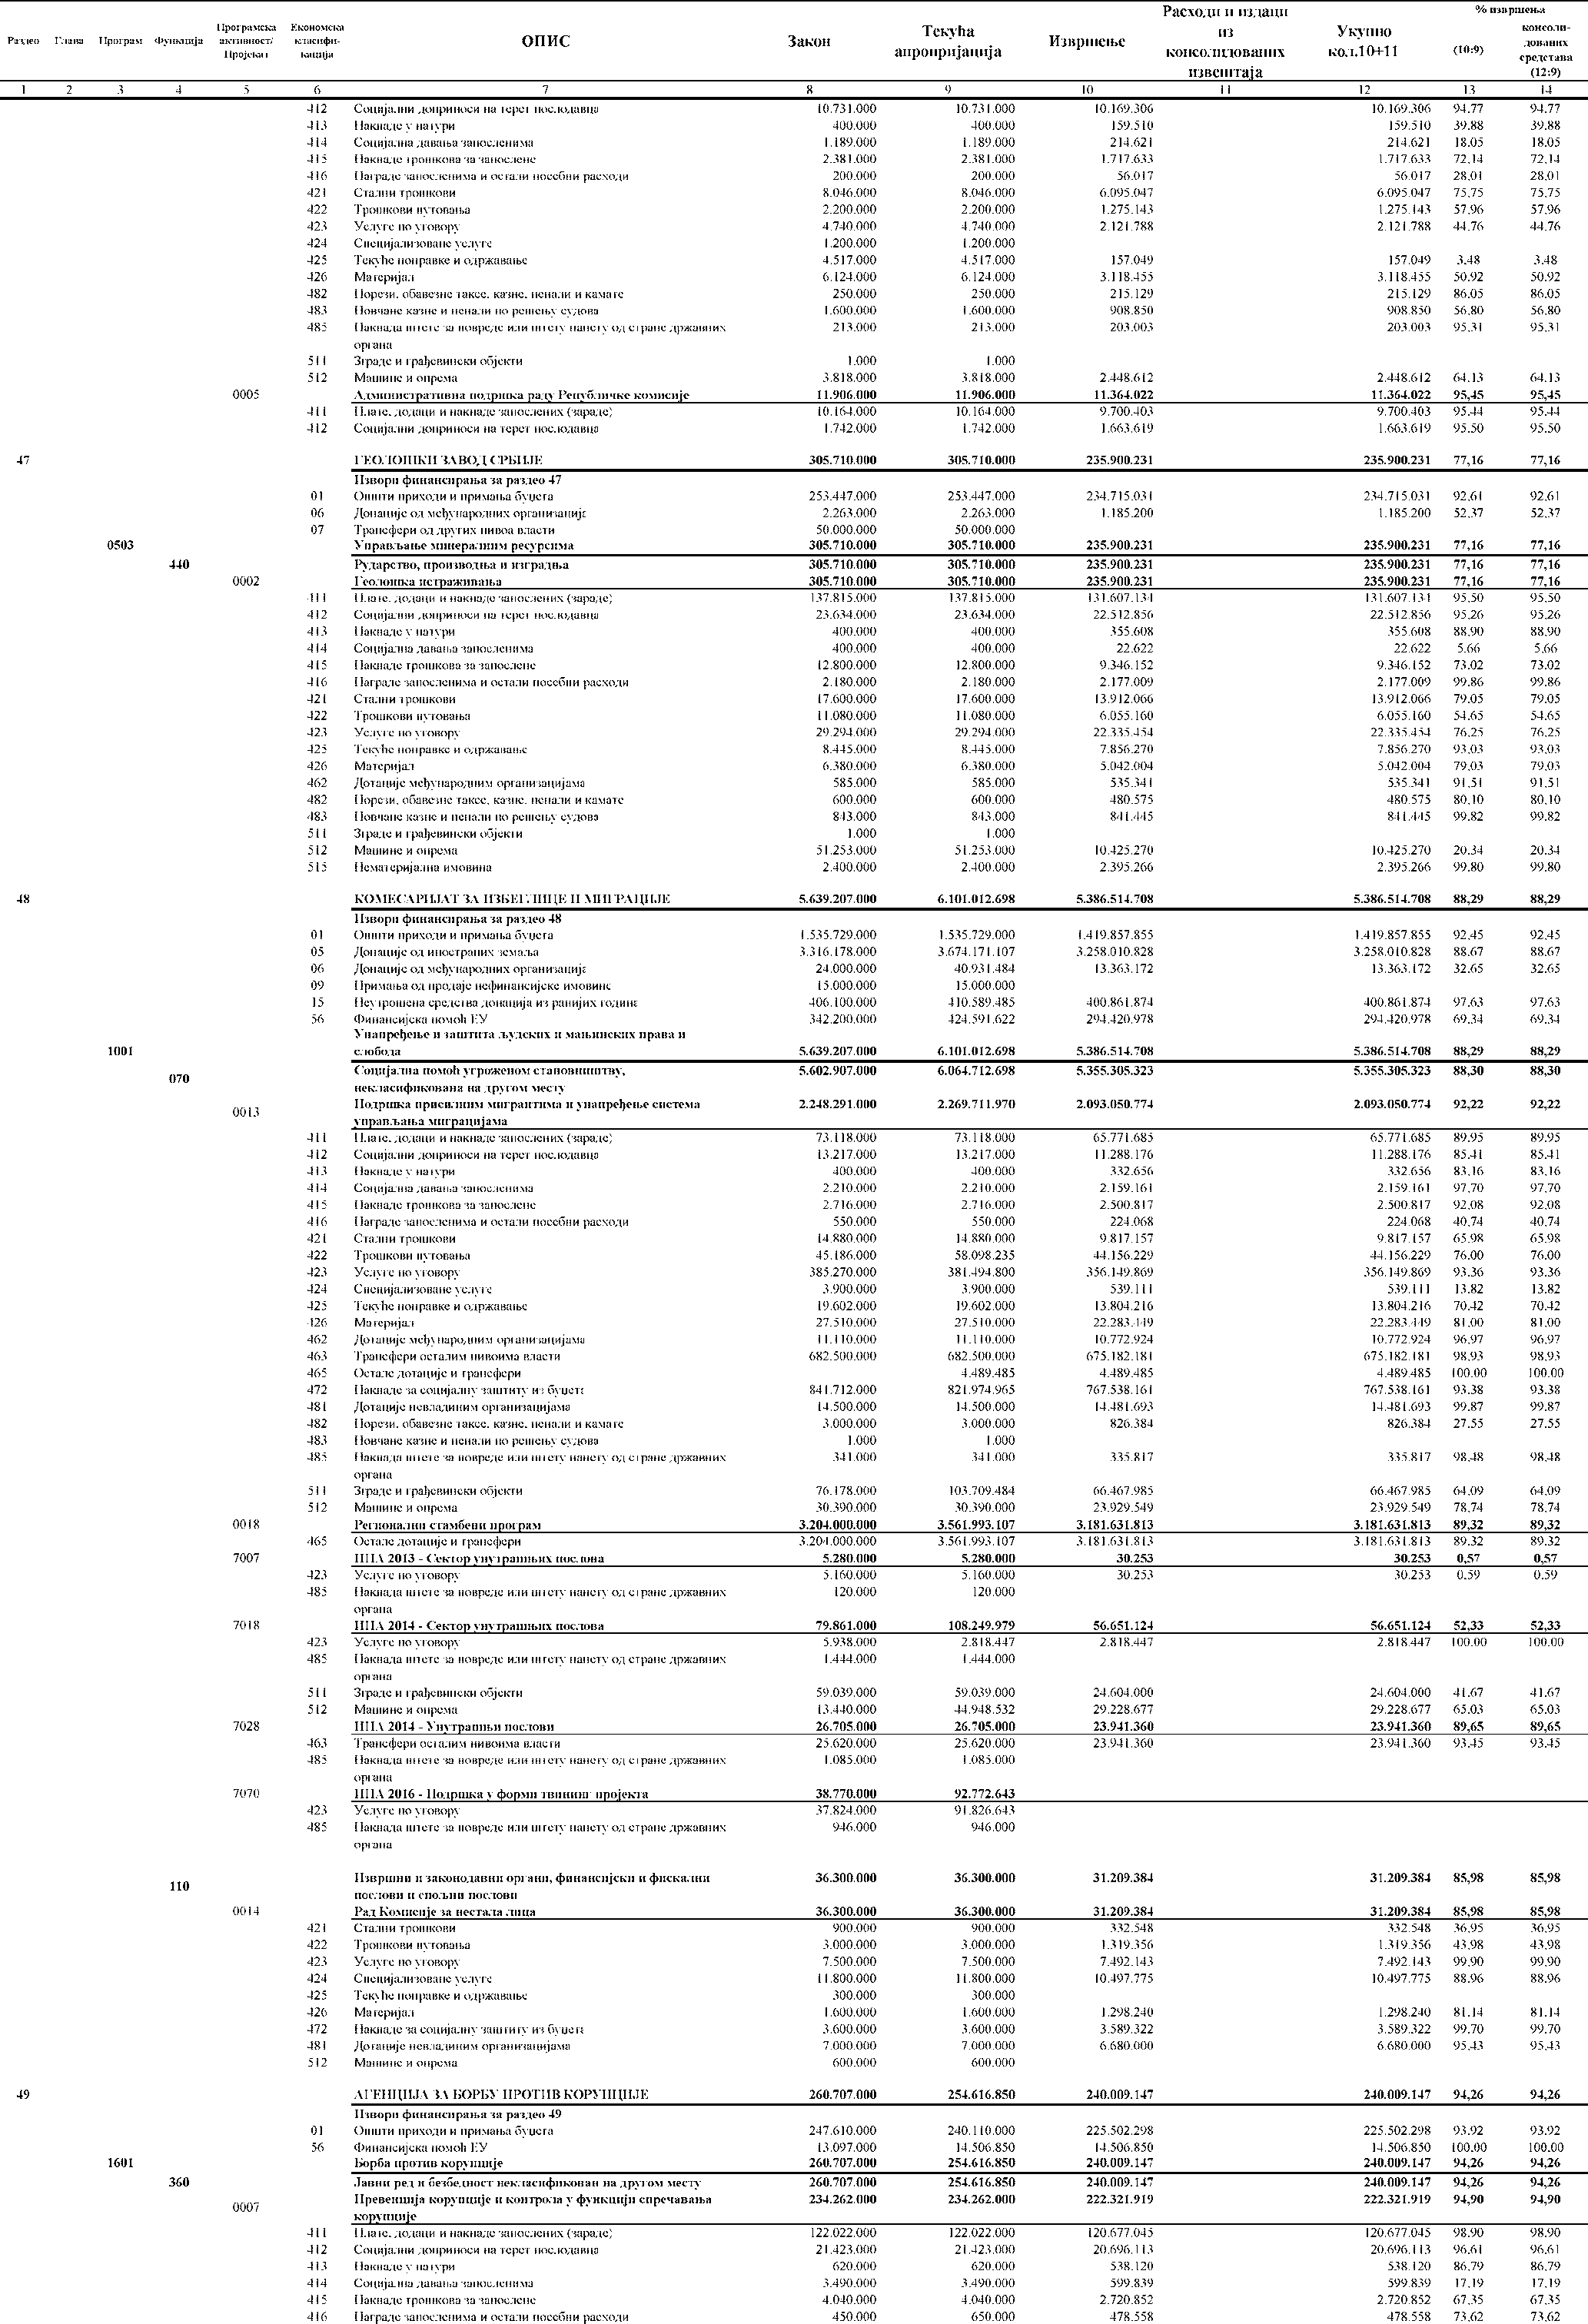 Раздео Глава Програм Функција Програмска активност/ Пројекат Економска класифи- кација ОПИС Закон Текућа апропријација Извршење Расходи и издаци из консолидованих извештаја Укупно кол.10+11 % извршења (10:9) консоли- дованих средстава (12:9)
1 2 3 4 5 6 7 8 9 10 11 12 13 14
412 Социјални доприноси на терет послодавца 10.731.000 10.731.000 10.169.306 10.169.306 94,77 94,77
413 Накнаде у натури 400.000 400.000 159.510 159.510 39,88 39,88
414 Социјална давања запосленима 1.189.000 1.189.000 214.621 214.621 18,05 18,05
415 Накнаде трошкова за запослене 2.381.000 2.381.000 1.717.633 1.717.633 72,14 72,14
416 Награде запосленима и остали посебни расходи 200.000 200.000 56.017 56.017 28,01 28,01
421 Стални трошкови 8.046.000 8.046.000 6.095.047 6.095.047 75,75 75,75
422 Трошкови путовања 2.200.000 2.200.000 1.275.143 1.275.143 57,96 57,96
423 Услуге по уговору 4.740.000 4.740.000 2.121.788 2.121.788 44,76 44,76
424 Специјализоване услуге 1.200.000 1.200.000
425 Текуће поправке и одржавање 4.517.000 4.517.000 157.049 157.049 3,48 3,48
426 Материјал 6.124.000 6.124.000 3.118.455 3.118.455 50,92 50,92
482 Порези, обавезне таксе, казне, пенали и камате 250.000 250.000 215.129 215.129 86,05 86,05
483 Новчане казне и пенали по решењу судова 1.600.000 1.600.000 908.850 908.850 56,80 56,80
485 Накнада штете за повреде или штету нанету од стране државних 213.000 213.000 203.003 203.003 95,31 95,31
органа
511 Зграде и грађевински објекти 1.000 1.000
512 Машине и опрема 3.818.000 3.818.000 2.448.612 2.448.612 64,13 64,13
0005 Административна подршка раду Републичке комисије 11.906.000 11.906.000 11.364.022 11.364.022 95,45 95,45
411 Плате, додаци и накнаде запослених (зараде) 10.164.000 10.164.000 9.700.403 9.700.403 95,44 95,44
412 Социјални доприноси на терет послодавца 1.742.000 1.742.000 1.663.619 1.663.619 95,50 95,50
47 ГЕОЛОШКИ ЗАВОД СРБИЈЕ 305.710.000 305.710.000 235.900.231 235.900.231 77,16 77,16
Извори финансирања за раздео 47
01 Општи приходи и примања буџета 253.447.000 253.447.000 234.715.031 234.715.031 92,61 92,61
06 Донације од међународних организација 2.263.000 2.263.000 1.185.200 1.185.200 52,37 52,37
07 Трансфери од других нивоа власти 50.000.000 50.000.000
0503 Управљање минералним ресурсима 305.710.000 305.710.000 235.900.231 235.900.231 77,16 77,16
440 Рударство, производња и изградња 305.710.000 305.710.000 235.900.231 235.900.231 77,16 77,16
0002 Геолошка истраживања 305.710.000 305.710.000 235.900.231 235.900.231 77,16 77,16
411 Плате, додаци и накнаде запослених (зараде) 137.815.000 137.815.000 131.607.134 131.607.134 95,50 95,50
412 Социјални доприноси на терет послодавца 23.634.000 23.634.000 22.512.856 22.512.856 95,26 95,26
413 Накнаде у натури 400.000 400.000 355.608 355.608 88,90 88,90
414 Социјална давања запосленима 400.000 400.000 22.622 22.622 5,66 5,66
415 Накнаде трошкова за запослене 12.800.000 12.800.000 9.346.152 9.346.152 73,02 73,02
416 Награде запосленима и остали посебни расходи 2.180.000 2.180.000 2.177.009 2.177.009 99,86 99,86
421 Стални трошкови 17.600.000 17.600.000 13.912.066 13.912.066 79,05 79,05
422 Трошкови путовања 11.080.000 11.080.000 6.055.160 6.055.160 54,65 54,65
423 Услуге по уговору 29.294.000 29.294.000 22.335.454 22.335.454 76,25 76,25
425 Текуће поправке и одржавање 8.445.000 8.445.000 7.856.270 7.856.270 93,03 93,03
426 Материјал 6.380.000 6.380.000 5.042.004 5.042.004 79,03 79,03
462 Дотације међународним организацијама 585.000 585.000 535.341 535.341 91,51 91,51
482 Порези, обавезне таксе, казне, пенали и камате 600.000 600.000 480.575 480.575 80,10 80,10
483 Новчане казне и пенали по решењу судова 843.000 843.000 841.445 841.445 99,82 99,82
511 Зграде и грађевински објекти 1.000 1.000
512 Машине и опрема 51.253.000 51.253.000 10.425.270 10.425.270 20,34 20,34
515 Нематеријална имовина 2.400.000 2.400.000 2.395.266 2.395.266 99,80 99,80
48 КОМЕСАРИЈАТ ЗА ИЗБЕГЛИЦЕ И МИГРАЦИЈЕ 5.639.207.000 6.101.012.698 5.386.514.708 5.386.514.708 88,29 88,29
Извори финансирања за раздео 48
01 Општи приходи и примања буџета 1.535.729.000 1.535.729.000 1.419.857.855 1.419.857.855 92,45 92,45
05 Донације од иностраних земаља 3.316.178.000 3.674.171.107 3.258.010.828 3.258.010.828 88,67 88,67
06 Донације од међународних организација 24.000.000 40.931.484 13.363.172 13.363.172 32,65 32,65
09 Примања од продаје нефинансијске имовине 15.000.000 15.000.000
15 Неутрошена средства донација из ранијих година 406.100.000 410.589.485 400.861.874 400.861.874 97,63 97,63
56 Финансијска помоћ ЕУ 342.200.000 424.591.622 294.420.978 294.420.978 69,34 69,34
Унапређење и заштита људских и мањинских права и
1001 слобода 5.639.207.000 6.101.012.698 5.386.514.708 5.386.514.708 88,29 88,29
070 Социјална помоћ угроженом становништву, 5.602.907.000 6.064.712.698 5.355.305.323 5.355.305.323 88,30 88,30
некласификована на другом месту
0013 Подршка присилним мигрантима и унапређење система 2.248.291.000 2.269.711.970 2.093.050.774 2.093.050.774 92,22 92,22
управљања миграцијама
411 Плате, додаци и накнаде запослених (зараде) 73.118.000 73.118.000 65.771.685 65.771.685 89,95 89,95
412 Социјални доприноси на терет послодавца 13.217.000 13.217.000 11.288.176 11.288.176 85,41 85,41
413 Накнаде у натури 400.000 400.000 332.656 332.656 83,16 83,16
414 Социјална давања запосленима 2.210.000 2.210.000 2.159.161 2.159.161 97,70 97,70
415 Накнаде трошкова за запослене 2.716.000 2.716.000 2.500.817 2.500.817 92,08 92,08
416 Награде запосленима и остали посебни расходи 550.000 550.000 224.068 224.068 40,74 40,74
421 Стални трошкови 14.880.000 14.880.000 9.817.157 9.817.157 65,98 65,98
422 Трошкови путовања 45.186.000 58.098.235 44.156.229 44.156.229 76,00 76,00
423 Услуге по уговору 385.270.000 381.494.800 356.149.869 356.149.869 93,36 93,36
424 Специјализоване услуге 3.900.000 3.900.000 539.111 539.111 13,82 13,82
425 Текуће поправке и одржавање 19.602.000 19.602.000 13.804.216 13.804.216 70,42 70,42
426 Материјал 27.510.000 27.510.000 22.283.449 22.283.449 81,00 81,00
462 Дотације међународним организацијама 11.110.000 11.110.000 10.772.924 10.772.924 96,97 96,97
463 Трансфери осталим нивоима власти 682.500.000 682.500.000 675.182.181 675.182.181 98,93 98,93
465 Остале дотације и трансфери 4.489.485 4.489.485 4.489.485 100,00 100,00
472 Накнаде за социјалну заштиту из буџета 841.712.000 821.974.965 767.538.161 767.538.161 93,38 93,38
481 Дотације невладиним организацијама 14.500.000 14.500.000 14.481.693 14.481.693 99,87 99,87
482 Порези, обавезне таксе, казне, пенали и камате 3.000.000 3.000.000 826.384 826.384 27,55 27,55
483 Новчане казне и пенали по решењу судова 1.000 1.000
485 Накнада штете за повреде или штету нанету од стране државних 341.000 341.000 335.817 335.817 98,48 98,48
органа
511 Зграде и грађевински објекти 76.178.000 103.709.484 66.467.985 66.467.985 64,09 64,09
512 Машине и опрема 30.390.000 30.390.000 23.929.549 23.929.549 78,74 78,74
0018 Регионални стамбени програм 3.204.000.000 3.561.993.107 3.181.631.813 3.181.631.813 89,32 89,32
465 Остале дотације и трансфери 3.204.000.000 3.561.993.107 3.181.631.813 3.181.631.813 89,32 89,32
7007 ИПА 2013 - Сектор унутрашњих послова 5.280.000 5.280.000 30.253 30.253 0,57 0,57
423 Услуге по уговору 5.160.000 5.160.000 30.253 30.253 0,59 0,59
485 Накнада штете за повреде или штету нанету од стране државних 120.000 120.000
органа
7018 ИПА 2014 - Сектор унутрашњих послова 79.861.000 108.249.979 56.651.124 56.651.124 52,33 52,33
423 Услуге по уговору 5.938.000 2.818.447 2.818.447 2.818.447 100,00 100,00
485 Накнада штете за повреде или штету нанету од стране државних 1.444.000 1.444.000
органа
511 Зграде и грађевински објекти 59.039.000 59.039.000 24.604.000 24.604.000 41,67 41,67
512 Машине и опрема 13.440.000 44.948.532 29.228.677 29.228.677 65,03 65,03
7028 ИПА 2014 - Унутрашњи послови 26.705.000 26.705.000 23.941.360 23.941.360 89,65 89,65
463 Трансфери осталим нивоима власти 25.620.000 25.620.000 23.941.360 23.941.360 93,45 93,45
485 Накнада штете за повреде или штету нанету од стране државних 1.085.000 1.085.000
органа
7070 ИПА 2016 - Подршка у форми твининг пројекта 38.770.000 92.772.643
423 Услуге по уговору 37.824.000 91.826.643
485 Накнада штете за повреде или штету нанету од стране државних 946.000 946.000
органа
110 Извршни и законодавни органи, финансијски и фискални 36.300.000 36.300.000 31.209.384 31.209.384 85,98 85,98
послови и спољни послови
0014 Рад Комисије за нестала лица 36.300.000 36.300.000 31.209.384 31.209.384 85,98 85,98
421 Стални трошкови 900.000 900.000 332.548 332.548 36,95 36,95
422 Трошкови путовања 3.000.000 3.000.000 1.319.356 1.319.356 43,98 43,98
423 Услуге по уговору 7.500.000 7.500.000 7.492.143 7.492.143 99,90 99,90
424 Специјализоване услуге 11.800.000 11.800.000 10.497.775 10.497.775 88,96 88,96
425 Текуће поправке и одржавање 300.000 300.000
426 Материјал 1.600.000 1.600.000 1.298.240 1.298.240 81,14 81,14
472 Накнаде за социјалну заштиту из буџета 3.600.000 3.600.000 3.589.322 3.589.322 99,70 99,70
481 Дотације невладиним организацијама 7.000.000 7.000.000 6.680.000 6.680.000 95,43 95,43
512 Машине и опрема 600.000 600.000
49 АГЕНЦИЈА ЗА БОРБУ ПРОТИВ КОРУПЦИЈЕ 260.707.000 254.616.850 240.009.147 240.009.147 94,26 94,26
Извори финансирања за раздео 49
01 Општи приходи и примања буџета 247.610.000 240.110.000 225.502.298 225.502.298 93,92 93,92
56 Финансијска помоћ ЕУ 13.097.000 14.506.850 14.506.850 14.506.850 100,00 100,00
1601 Борба против корупције 260.707.000 254.616.850 240.009.147 240.009.147 94,26 94,26
360 Јавни ред и безбедност некласификован на другом месту 260.707.000 254.616.850 240.009.147 240.009.147 94,26 94,26
0007 Превенција корупције и контрола у функцији спречавања 234.262.000 234.262.000 222.321.919 222.321.919 94,90 94,90
корупције
411 Плате, додаци и накнаде запослених (зараде) 122.022.000 122.022.000 120.677.045 120.677.045 98,90 98,90
412 Социјални доприноси на терет послодавца 21.423.000 21.423.000 20.696.113 20.696.113 96,61 96,61
413 Накнаде у натури 620.000 620.000 538.120 538.120 86,79 86,79
414 Социјална давања запосленима 3.490.000 3.490.000 599.839 599.839 17,19 17,19
415 Накнаде трошкова за запослене 4.040.000 4.040.000 2.720.852 2.720.852 67,35 67,35
416 Награде запосленима и остали посебни расходи 450.000 650.000 478.558 478.558 73,62 73,62